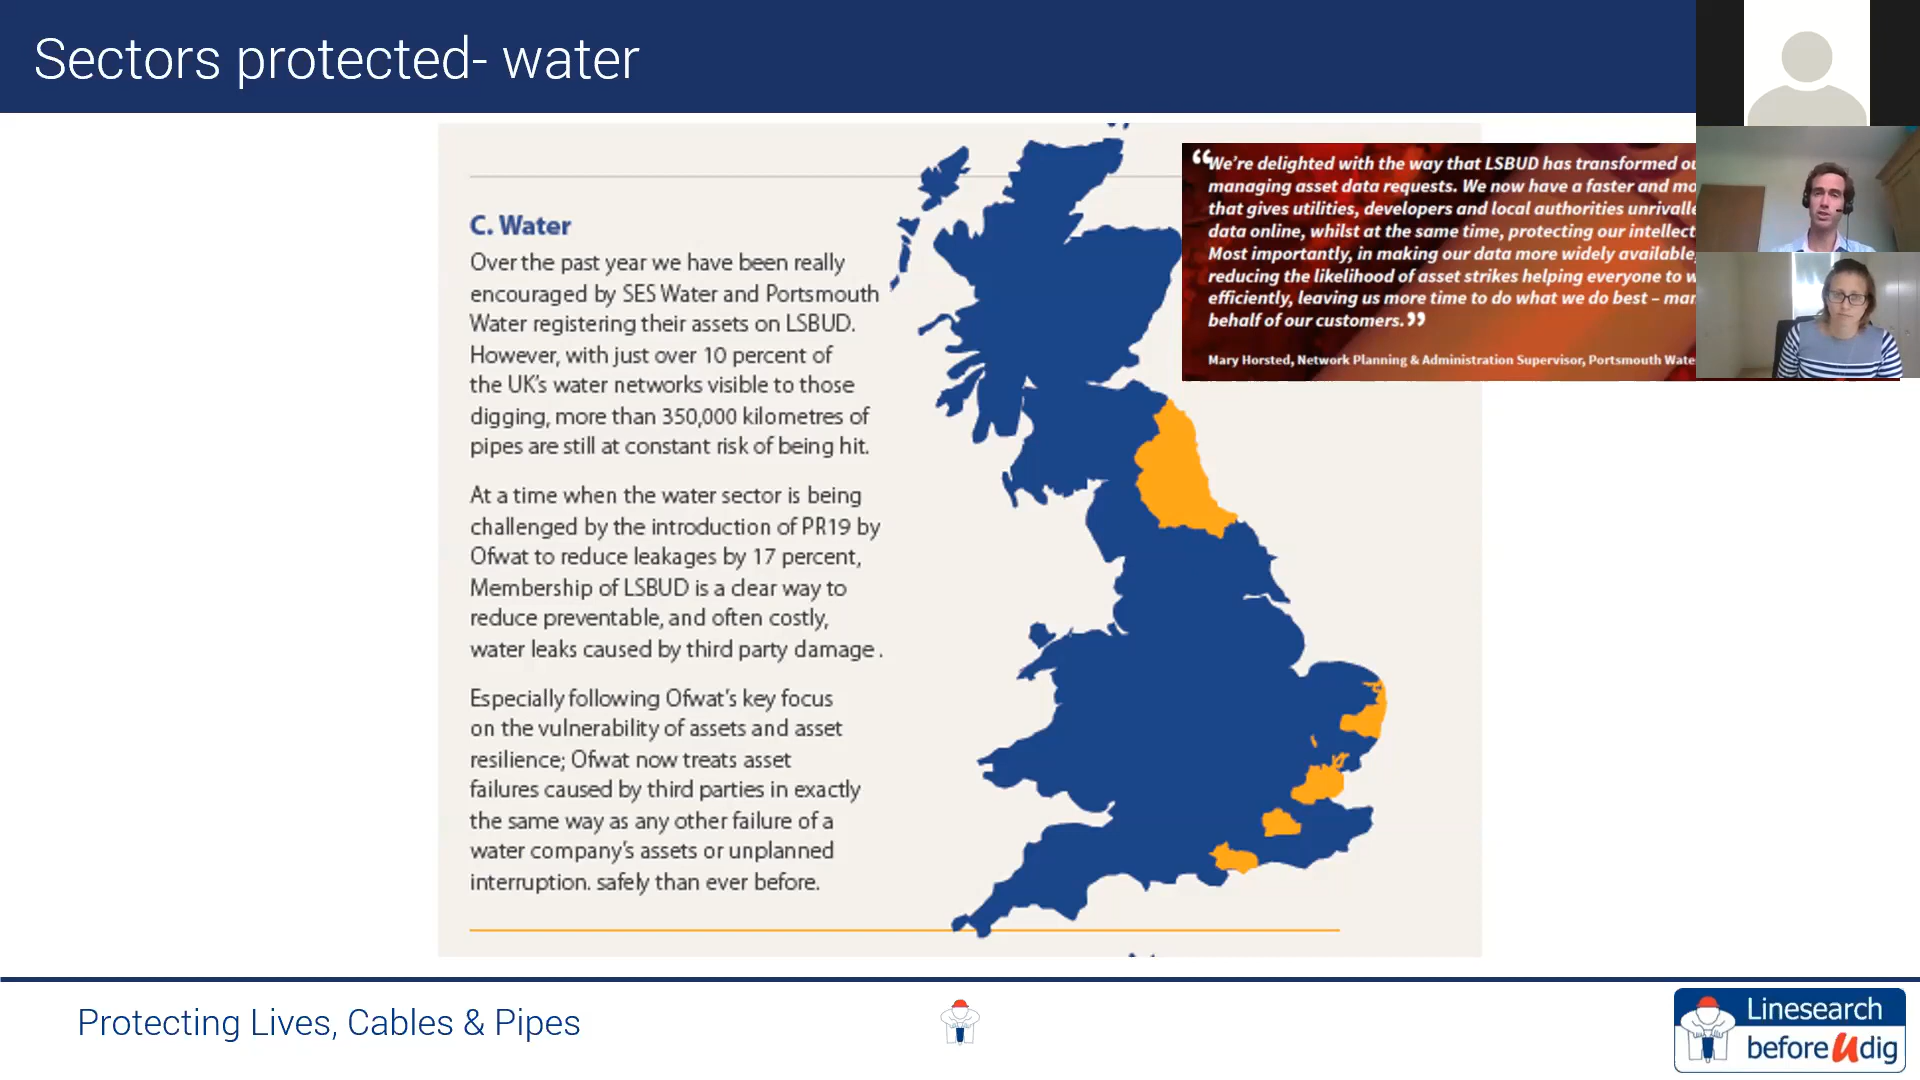 Sectors protected- water
C. Water
Over the past year we have been really
encouraged by SES Water and Portsmouth
Water registering their assets on LSBUD.
However, with just over 10 percent of
the UK's water networks visible to those
digging, more than 350,000 kilometres of
pipes are still at constant risk of being hit.
At a time when the water sector is being
challenged by the introduction of PR19 by
Ofwat to reduce leakages by 17 percent,
Membership of LSBUD is a clear way to
reduce preventable, and often costly,
water leaks caused by third party damage .
Especially following Ofwat's key focus
on the vulnerability of assets and asset
resilience; Ofwat now treats asset
failures caused by third parties in exactly
the same way as any other failure of a
water company's assets or unplanned
interruption. safely than ever before.
“We're delighted with the way that LSBUD has transformed
managing asset data requests. We now have a faster and
that gives utilities, developers and local authorities
data online, whilst at the same time, protecting our
Most importantly, in making our data more widely available,
reducing the likelihood of asset strikes helping everyone to
efficiently, leaving us more time to do what we do best –
behalf of our customers.”
Mary Horsted, Network Planning & Administration Supervisor, Portsmouth
Protecting Lives, Cables & Pipes
Linesearch
beforeUdig